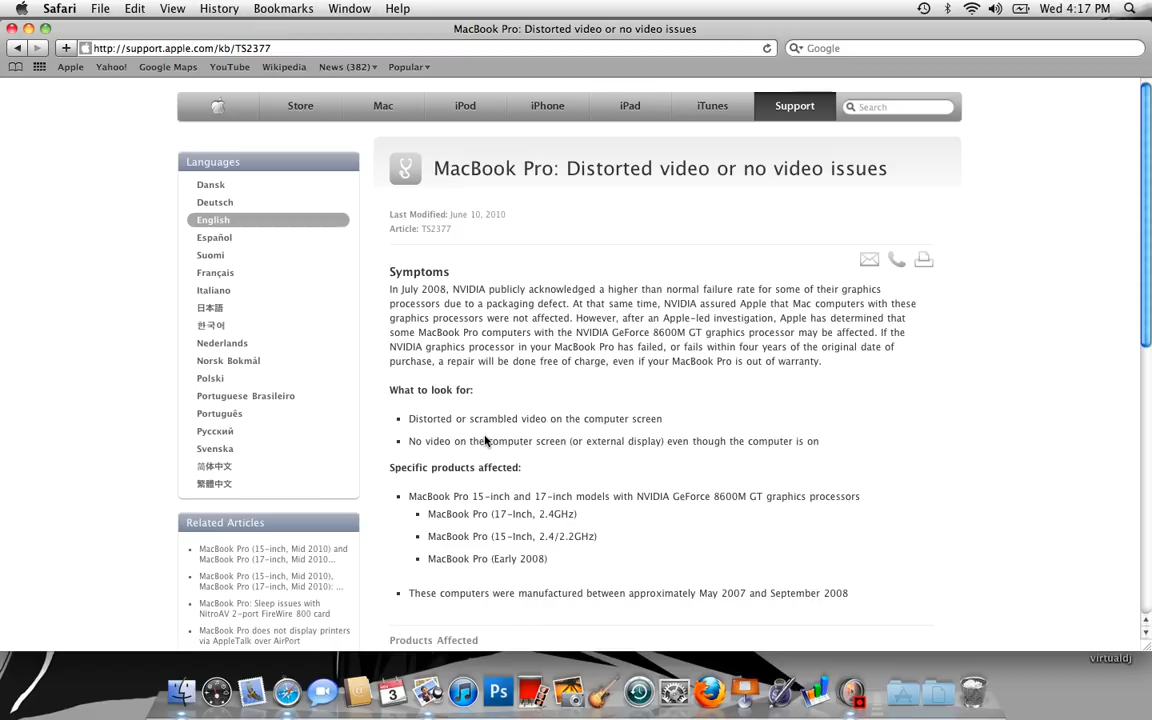 Safari File Edit View History Bookmarks Window Help Wed 4:17 PM
MacBook Pro: Distorted video or no video issues
http://support.apple.com/kb/TS2377 Google
Apple Yahoo! Google Maps YouTube Wikipedia News (382) Popular
Store Mac iPod iPhone iPad iTunes Support Search
Languages
Dansk
Deutsch
English
Español
Suomi
Français
Italiano
日本語
한국어
Nederlands
Norsk Bokmål
Polski
Portuguese Brasileiro
Português
Русский
Svenska
简体中文
繁體中文
Related Articles
MacBook Pro (15-inch, Mid 2010) and
MacBook Pro (17-inch, Mid 2010...
MacBook Pro (15-inch, Mid 2010),
MacBook Pro (17-inch, Mid 2010): ...
MacBook Pro: Sleep issues with
NitroAV 2-port FireWire 800 card
MacBook Pro does not display printers
via AppleTalk over AirPort
MacBook Pro: Distorted video or no video issues
Last Modified: June 10, 2010
Article: TS2377
Symptoms
In July 2008, NVIDIA publicly acknowledged a higher than normal failure rate for some of their graphics
processors due to a packaging defect. At that same time, NVIDIA assured Apple that Mac computers with these
graphics processors were not affected. However, after an Apple-led investigation, Apple has determined that
some MacBook Pro computers with the NVIDIA GeForce 8600M GT graphics processor may be affected. If the
NVIDIA graphics processor in your MacBook Pro has failed, or fails within four years of the original date of
purchase, a repair will be done free of charge, even if your MacBook Pro is out of warranty.
What to look for:
Distorted or scrambled video on the computer screen
No video on the computer screen (or external display) even though the computer is on
Specific products affected:
MacBook Pro 15-inch and 17-inch models with NVIDIA GeForce 8600M GT graphics processors
MacBook Pro (17-Inch, 2.4GHz)
MacBook Pro (15-Inch, 2.4/2.2GHz)
MacBook Pro (Early 2008)
These computers were manufactured between approximately May 2007 and September 2008
Products Affected
virtualdj
3
Ps